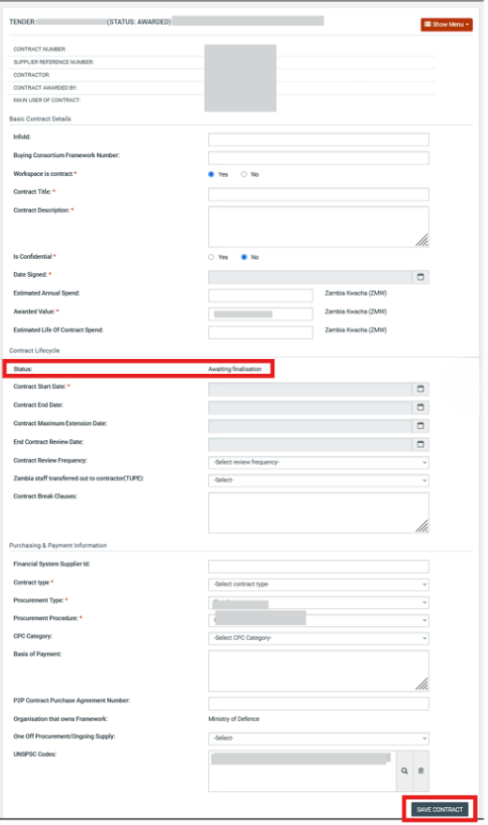 TENDER: (STATUS: AWARDED)
Show Menu
CONTRACT NUMBER:
SUPPLIER REFERENCE NUMBER:
CONTRACTOR:
CONTRACT AWARDED BY:
MAIN USER OF CONTRACT:
Basic Contract Details
InfoId:
Buying Consortium Framework Number:
Workspace is contract * Yes No
Contract Title: *
Contract Description: *
Is Confidential * Yes No
Date Signed: *
Estimated Annual Spend: Zambia Kwacha (ZMW)
Awarded Value: * Zambia Kwacha (ZMW)
Estimated Life Of Contract Spend: Zambia Kwacha (ZMW)
Contract Lifecycle
Status: Awaiting finalisation
Contract Start Date: *
Contract End Date:
Contract Maximum Extension Date:
End Contract Review Date:
Contract Review Frequency: -Select review frequency-
Zambia staff transferred out to contractor(TUPE): -Select-
Contract Break Clauses:
Purchasing & Payment Information
Financial System Supplier Id:
Contract type * -Select contract type-
Procurement Type: *
Procurement Procedure: *
CPC Category: -Select CPC Category-
Basis of Payment:
P2P Contract Purchase Agreement Number:
Organisation that owns Framework: Ministry of Defence
One Off Procurement/Ongoing Supply: -Select-
UNSPSC Codes:
SAVE CONTRACT